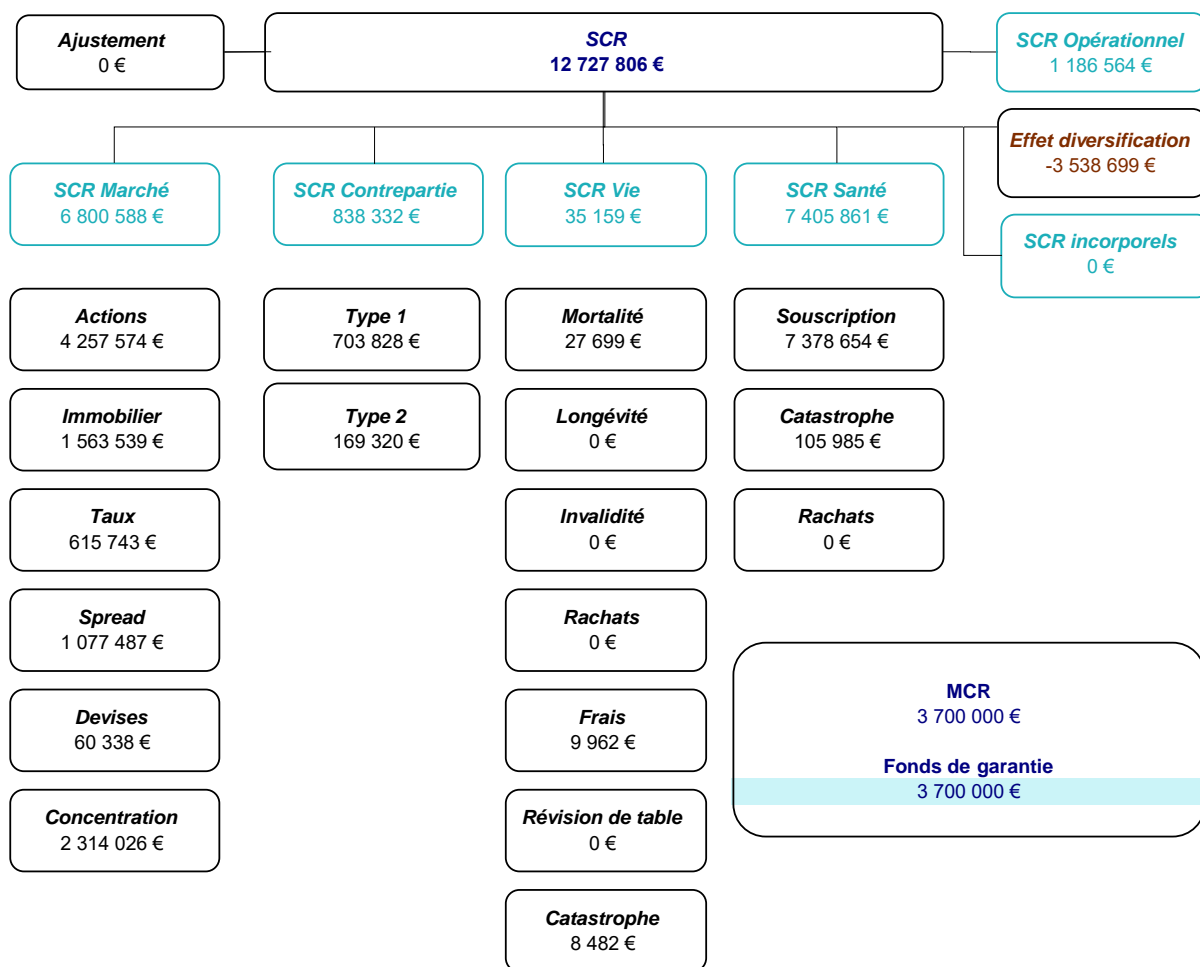 Ajustement
0 €
SCR
12 727 806 €
SCR Opérationnel
1 186 564 €
Effet diversification
-3 538 699 €
SCR Marché
6 800 588 €
SCR Contrepartie
838 332 €
SCR Vie
35 159 €
SCR Santé
7 405 861 €
SCR incorporels
0 €
Actions
4 257 574 €
Type 1
703 828 €
Mortalité
27 699 €
Souscription
7 378 654 €
Immobilier
1 563 539 €
Type 2
169 320 €
Longévité
0 €
Catastrophe
105 985 €
Taux
615 743 €
Invalidité
0 €
Rachats
0 €
Spread
1 077 487 €
Rachats
0 €
MCR
3 700 000 €
Fonds de garantie
3 700 000 €
Devises
60 338 €
Frais
9 962 €
Concentration
2 314 026 €
Révision de table
0 €
Catastrophe
8 482 €